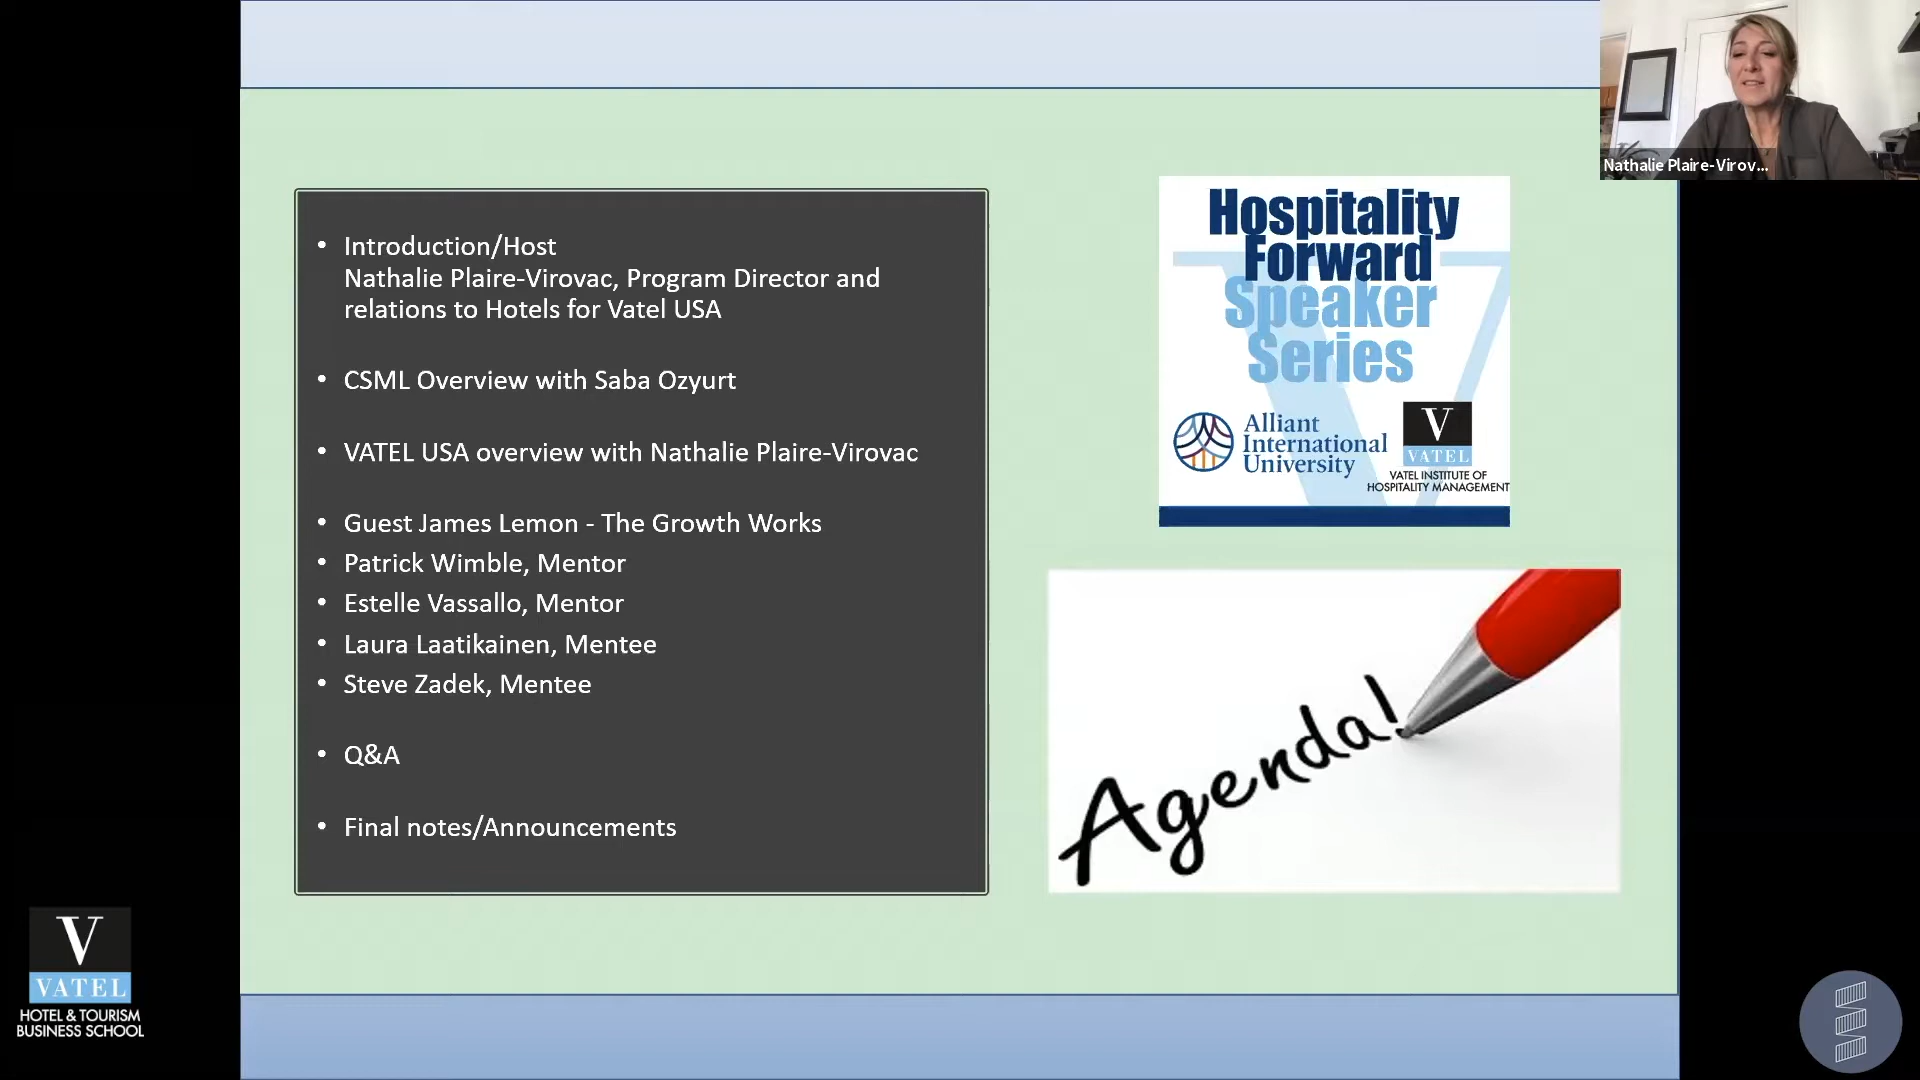 Nathalie Plaire-Virov...
• Introduction/Host
Nathalie Plaire-Virovac, Program Director and
relations to Hotels for Vatel USA
• CSML Overview with Saba Ozyurt
• VATEL USA overview with Nathalie Plaire-Virovac
• Guest James Lemon - The Growth Works
• Patrick Wimble, Mentor
• Estelle Vassallo, Mentor
• Laura Laatikainen, Mentee
• Steve Zadek, Mentee
• Q&A
• Final notes/Announcements
Hospitality
Forward
Speaker
Series
Alliant
International
University
V
VATEL
VATEL INSTITUTE OF
HOSPITALITY MANAGEMENT
Agenda!
V
VATEL
HOTEL & TOURISM
BUSINESS SCHOOL